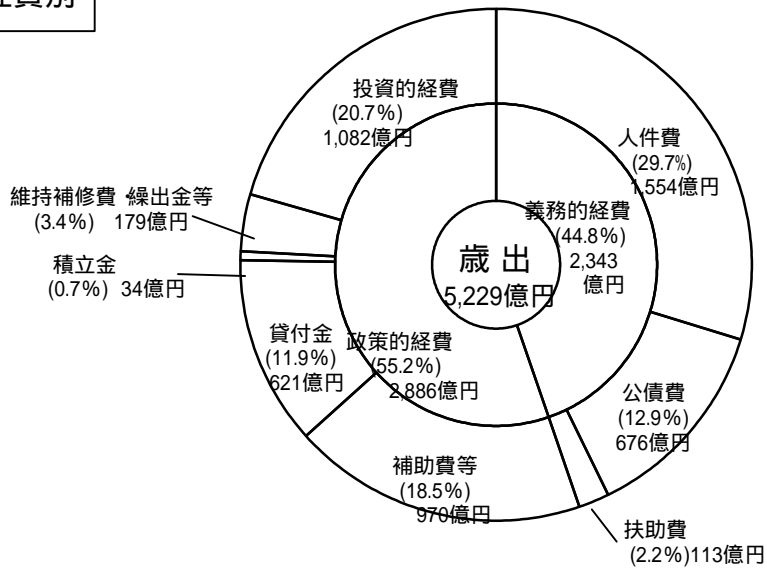 投資的経費
(20.7%)
1,082億円
人件費
(29.7%)
1,554億円
維持補修費・繰出金等
(3.4%) 179億円
義務的経費
(44.8%)
2,343
億円
歳出
5,229億円
積立金
(0.7%) 34億円
貸付金
(11.9%)
621億円
政策的経費
(55.2%)
2,886億円
公債費
(12.9%)
676億円
補助費等
(18.5%)
970億円
扶助費
(2.2%)113億円